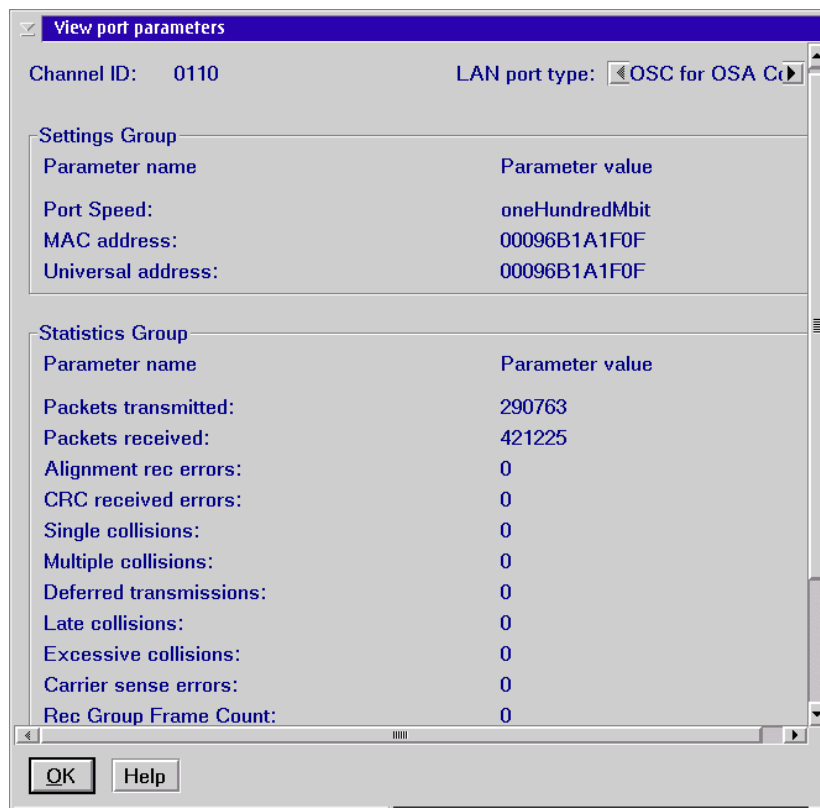 View port parameters
Channel ID: 0110 LAN port type: OSC for OSA Co
Settings Group
Parameter name Parameter value
Port Speed: oneHundredMbit
MAC address: 00096B1A1F0F
Universal address: 00096B1A1F0F
Statistics Group
Parameter name Parameter value
Packets transmitted: 290763
Packets received: 421225
Alignment rec errors: 0
CRC received errors: 0
Single collisions: 0
Multiple collisions: 0
Deferred transmissions: 0
Late collisions: 0
Excessive collisions: 0
Carrier sense errors: 0
Rec Group Frame Count: 0
OK Help